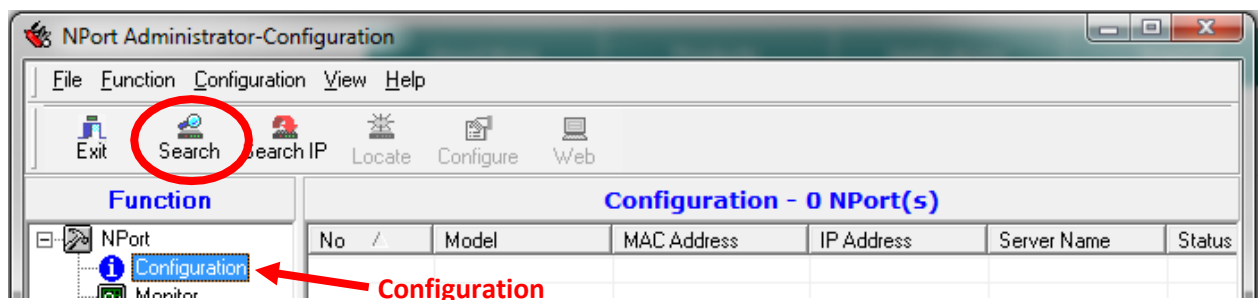 NPort Administrator-Configuration
File Function Configuration View Help
Exit Search Search IP Locate Configure Web
Function Configuration - 0 NPort(s)
NPort No Model MAC Address IP Address Server Name Status
Configuration
Monitor Configuration